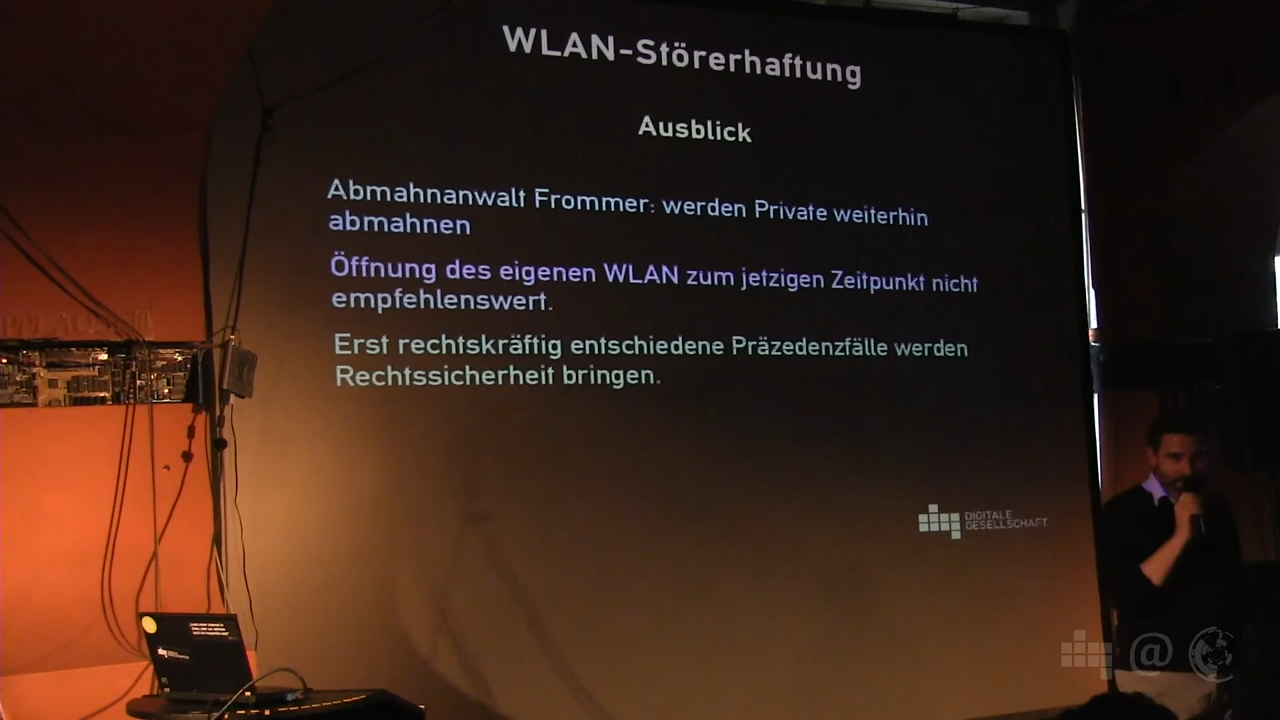 WLAN-Störerhaftung
Ausblick
Abmahnanwalt Frommer: werden Private weiterhin
abmahnen
Öffnung des eigenen WLAN zum jetzigen Zeitpunkt nicht
empfehlenswert.
Erst rechtskräftig entschiedene Präzedenzfälle werden
Rechtssicherheit bringen.
DIGITALE
GESELLSCHAFT
@